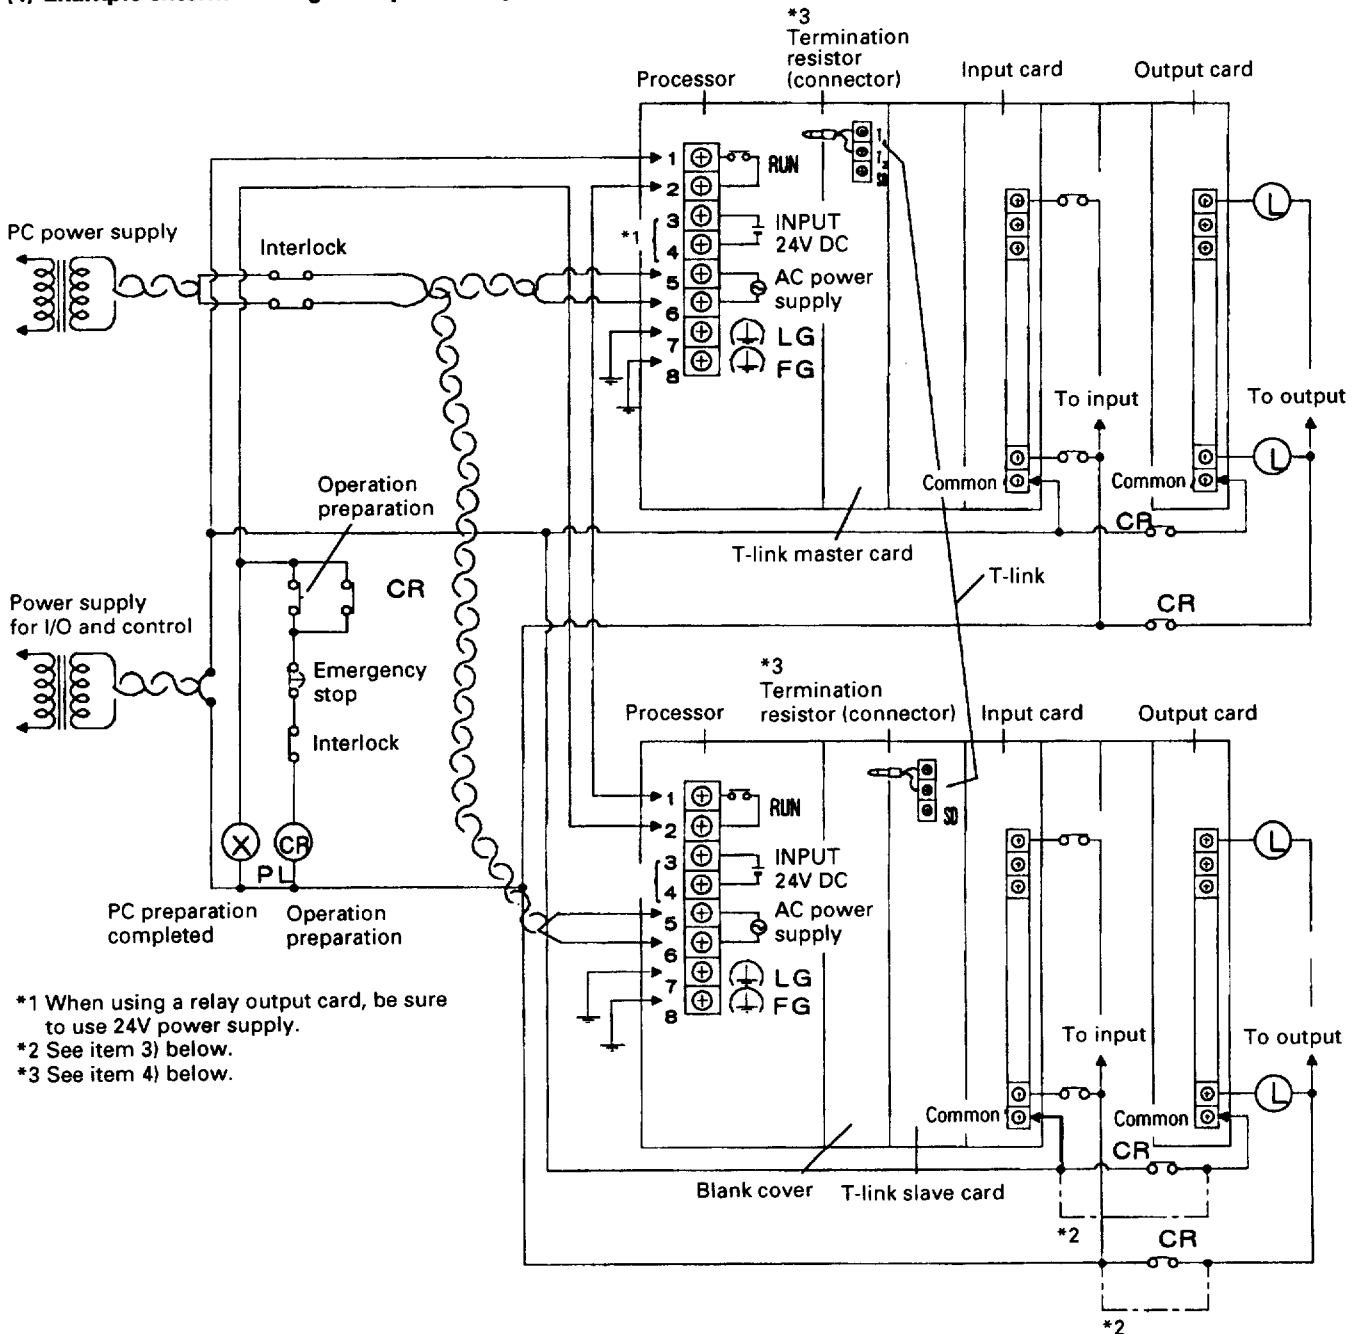 *3
Termination
resistor
(connector)
Processor
Input card
Output card
1
2
3
4
5
6
7
8
*1
RUN
INPUT
24V DC
AC power
supply
LG
FG
T
T
PC power supply
Interlock
L
To input
To output
L
Common
Common
CR
Operation
preparation
T-link master card
T-link
CR
CR
Power supply
for I/O and control
Emergency
stop
Interlock
*3
Termination
resistor (connector)
Processor
Input card
Output card
1
2
3
4
5
6
7
8
RUN
INPUT
24V DC
AC power
supply
LG
FG
SD
X
CR
PL
PC preparation
completed
Operation
preparation
L
To input
To output
L
Common
Common
CR
Blank cover
T-link slave card
*2
CR
*2
*1 When using a relay output card, be sure
to use 24V power supply.
*2 See item 3) below.
*3 See item 4) below.